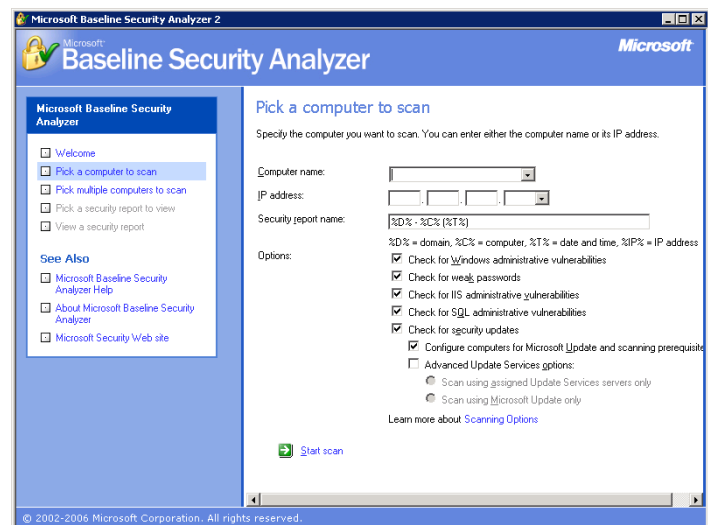 Microsoft Baseline Security Analyzer 2
Microsoft
Baseline Security Analyzer
Microsoft
Microsoft Baseline Security
Analyzer
Welcome
Pick a computer to scan
Pick multiple computers to scan
Pick a security report to view
View a security report
See Also
Microsoft Baseline Security
Analyzer Help
About Microsoft Baseline Security
Analyzer
Microsoft Security Web site
Pick a computer to scan
Specify the computer you want to scan. You can enter either the computer name or its IP address.
Computer name:
IP address:
Security report name:
%D% - %C% (%T%)
%D% = domain, %C% = computer, %T% = date and time, %IP% = IP address
Options:
Check for Windows administrative vulnerabilities
Check for weak passwords
Check for IIS administrative vulnerabilities
Check for SQL administrative vulnerabilities
Check for security updates
Configure computers for Microsoft Update and scanning prerequisite
Advanced Update Services options:
Scan using assigned Update Services servers only
Scan using Microsoft Update only
Learn more about Scanning Options
Start scan
© 2002-2006 Microsoft Corporation. All rights reserved.